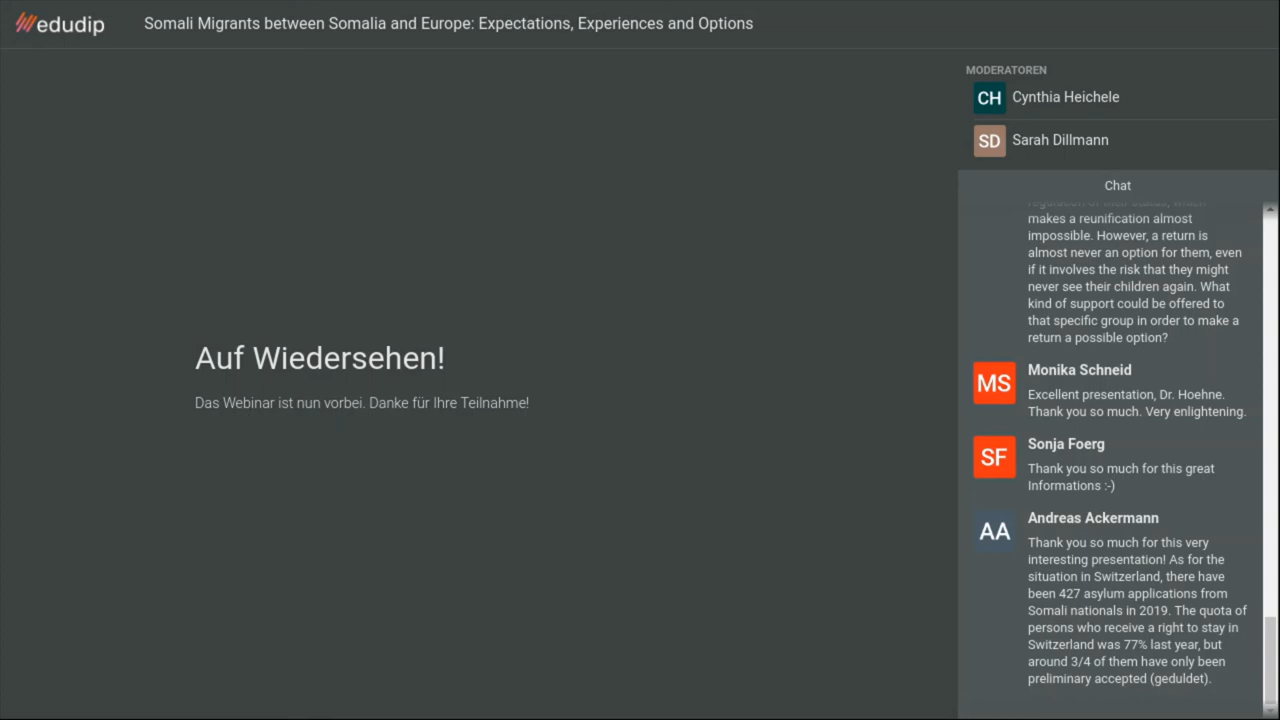 edudip
Somali Migrants between Somalia and Europe: Expectations, Experiences and Options
MODERATOREN
CH
Cynthia Heichele
SD
Sarah Dillmann
Chat
makes a reunification almost
impossible. However, a return is
almost never an option for them, even
if it involves the risk that they might
never see their children again. What
kind of support could be offered to
that specific group in order to make a
return a possible option?
MS
Monika Schneid
Excellent presentation, Dr. Hoehne.
Thank you so much. Very enlightening.
SF
Sonja Foerg
Thank you so much for this great
Informations :-)
AA
Andreas Ackermann
Thank you so much for this very
interesting presentation! As for the
situation in Switzerland, there have
been 427 asylum applications from
Somali nationals in 2019. The quota of
persons who receive a right to stay in
Switzerland was 77% last year, but
around 3/4 of them have only been
preliminary accepted (geduldet).
Auf Wiedersehen!
Das Webinar ist nun vorbei. Danke für Ihre Teilnahme!